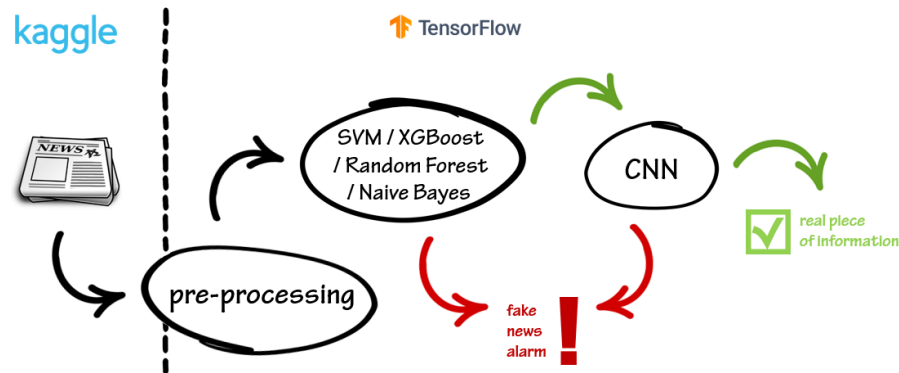 kaggle
TensorFlow
NEWS
SVM / XGBoost
/ Random Forest
/ Naive Bayes
CNN
real piece
of information
pre-processing
fake
news
alarm
!